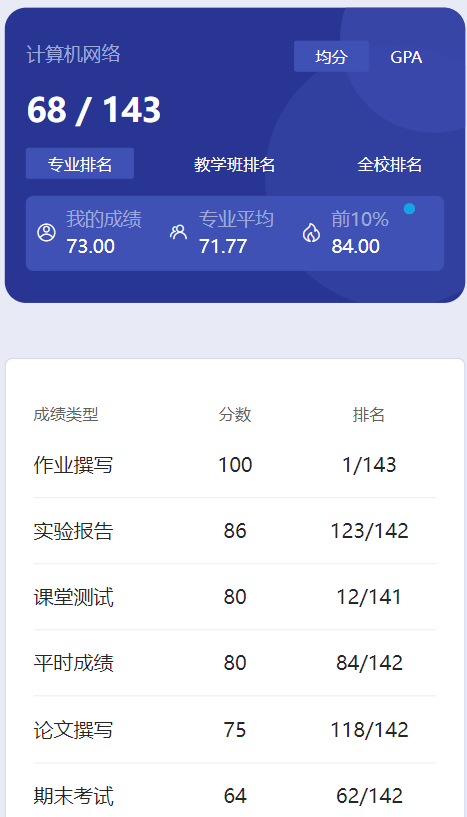 计算机网络 均分 GPA
68 / 143
专业排名 教学班排名 全校排名
我的成绩 专业平均 前10%
73.00 71.77 84.00
成绩类型 分数 排名
作业撰写 100 1/143
实验报告 86 123/142
课堂测试 80 12/141
平时成绩 80 84/142
论文撰写 75 118/142
期末考试 64 62/142